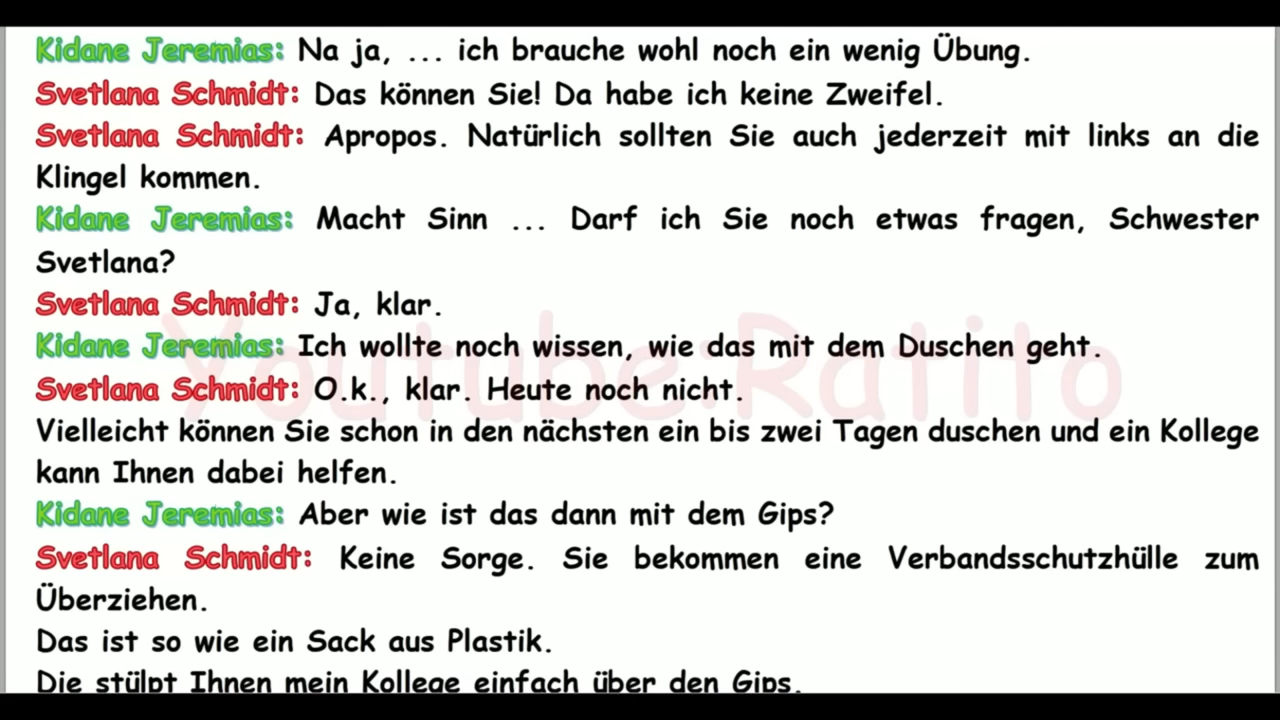 Kidane Jeremias: Na ja, ... ich brauche wohl noch ein wenig Übung.
Svetlana Schmidt: Das können Sie! Da habe ich keine Zweifel.
Svetlana Schmidt: Apropos. Natürlich sollten Sie auch jederzeit mit links an die
Klingel kommen.
Kidane Jeremias: Macht Sinn ... Darf ich Sie noch etwas fragen, Schwester
Svetlana?
Svetlana Schmidt: Ja, klar.
Kidane Jeremias: Ich wollte noch wissen, wie das mit dem Duschen geht.
Svetlana Schmidt: O.k., klar. Heute noch nicht.
Youtube:Ratito
Vielleicht können Sie schon in den nächsten ein bis zwei Tagen duschen und ein Kollege
kann Ihnen dabei helfen.
Kidane Jeremias: Aber wie ist das dann mit dem Gips?
Svetlana Schmidt: Keine Sorge. Sie bekommen eine Verbandsschutzhülle zum
Überziehen.
Das ist so wie ein Sack aus Plastik.
Die stülpt Ihnen mein Kollege einfach über den Gips.